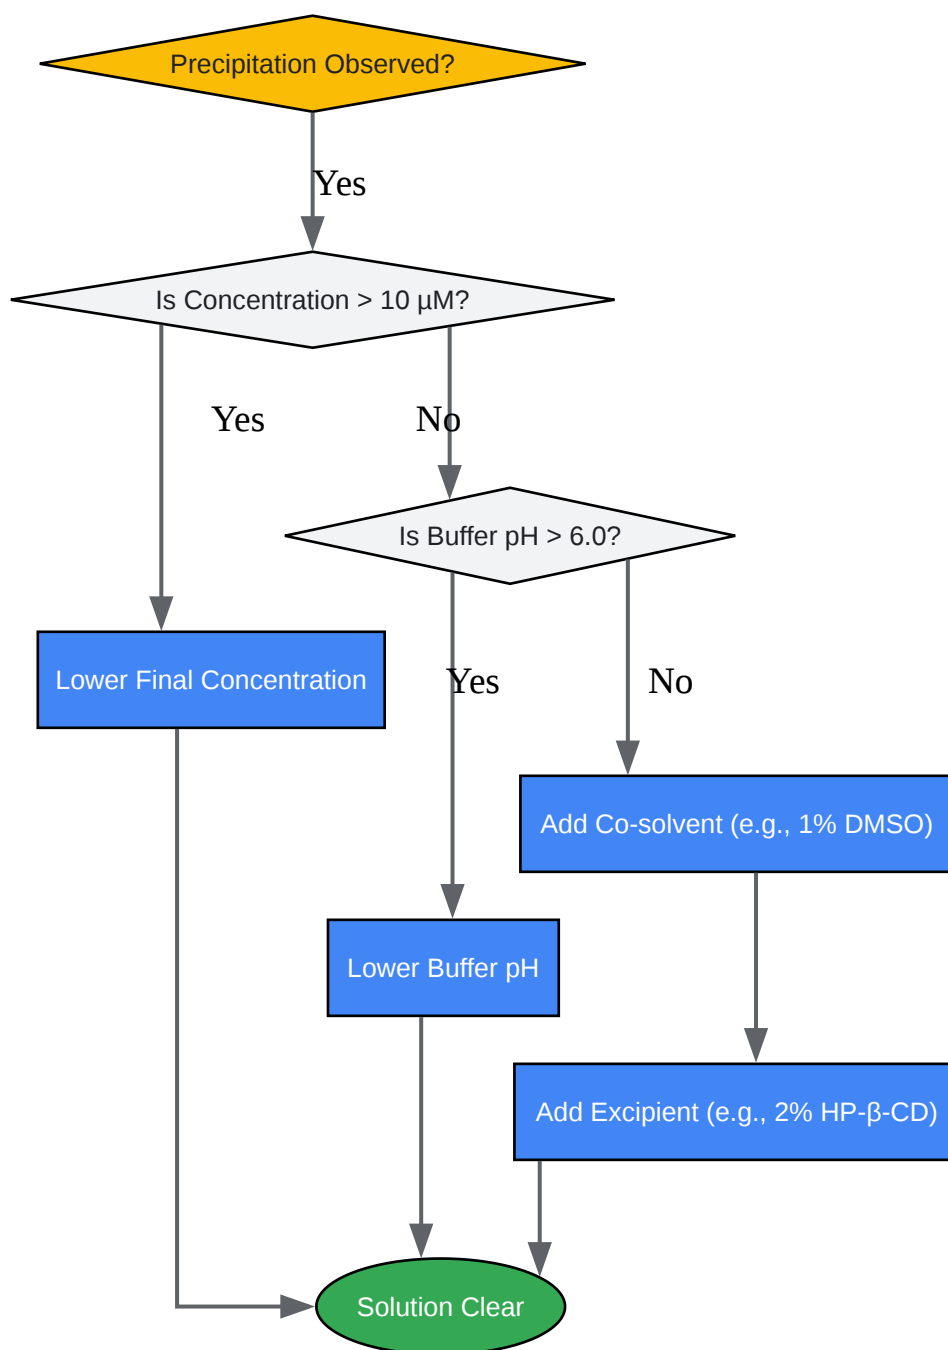 Precipitation Observed?
Yes
Is Concentration > 10 µM?
Yes
No
Is Buffer pH > 6.0?
Lower Final Concentration
Yes
No
Add Co-solvent (e.g., 1% DMSO)
Lower Buffer pH
Add Excipient (e.g., 2% HP-β-CD)
Solution Clear